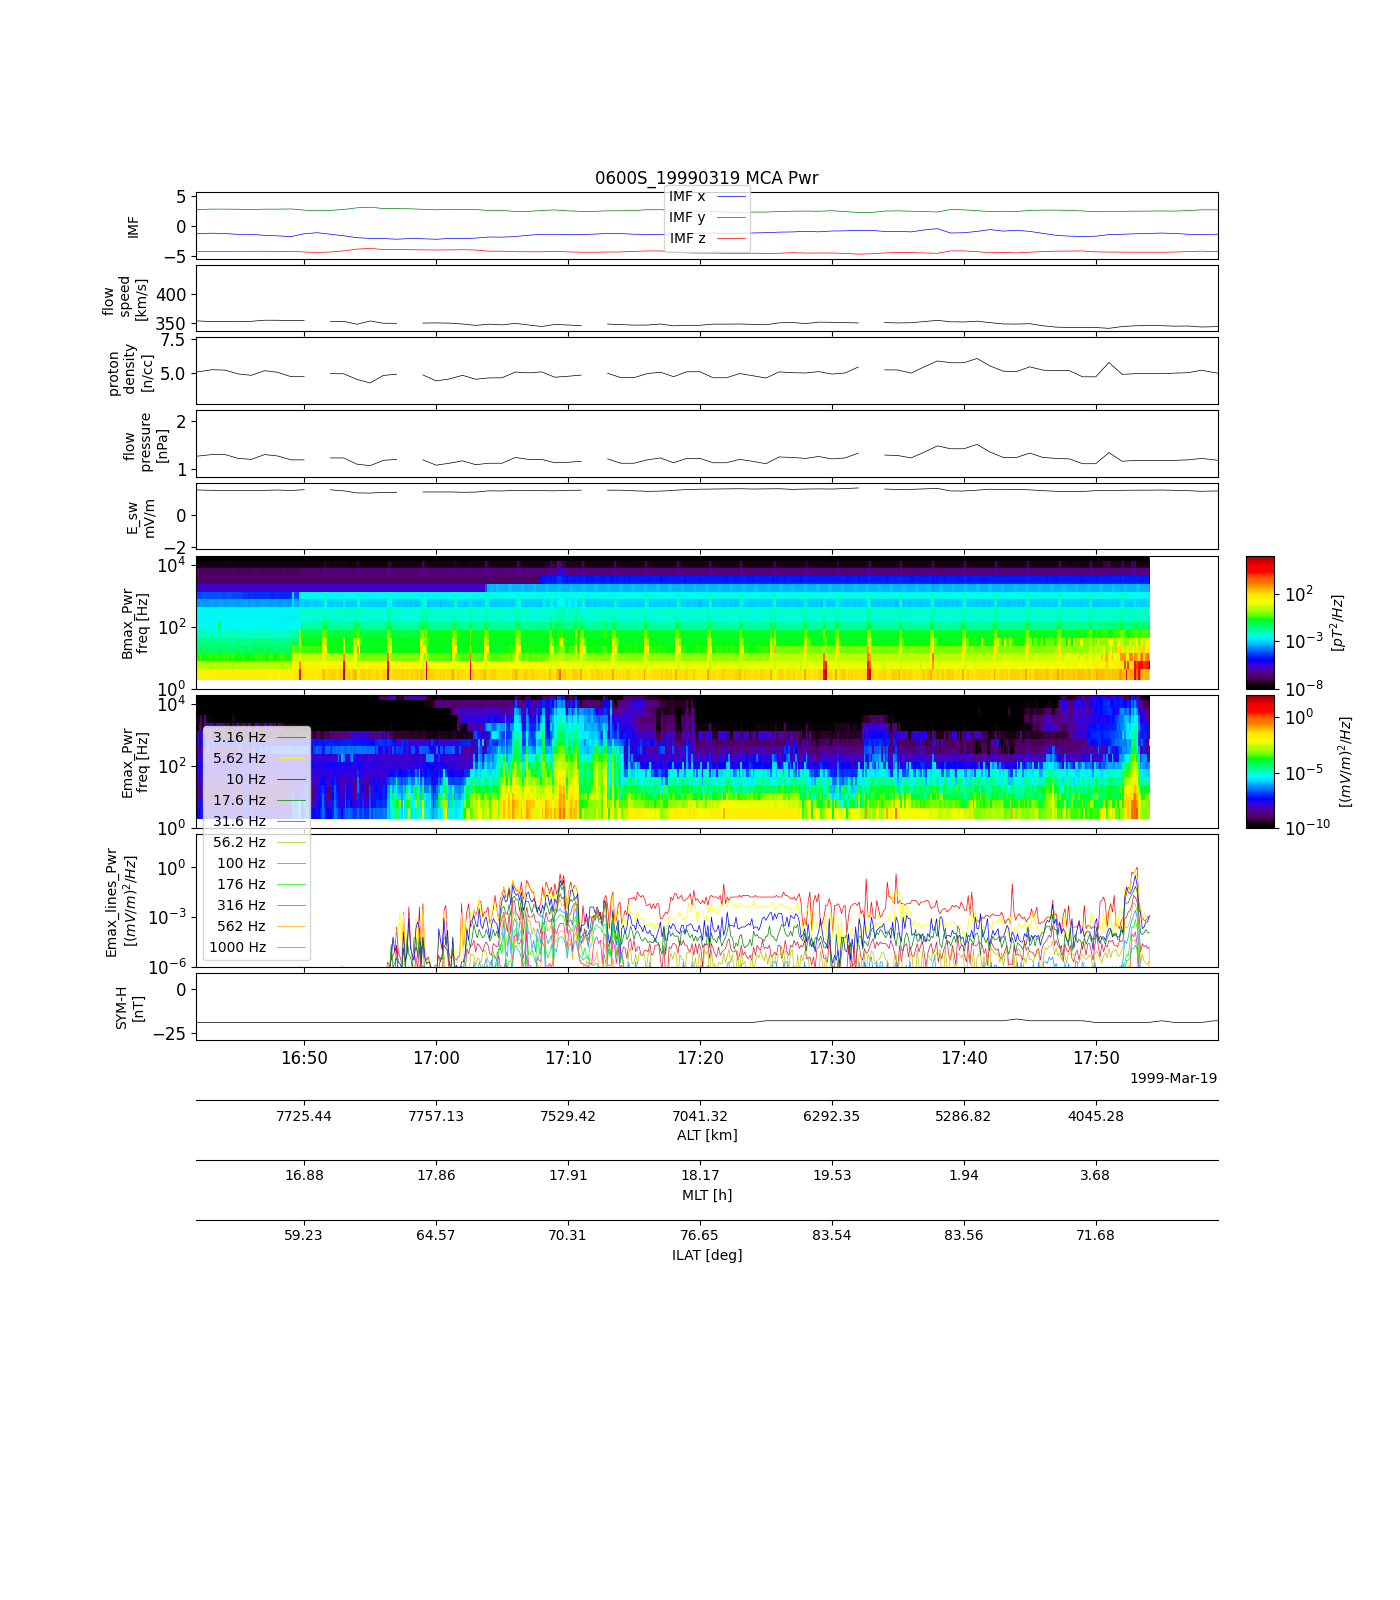 0600S_19990319 MCA Pwr
IMF
5
0
−5
IMF x
IMF y
IMF z
flow
speed
[km/s]
400
350
proton
density
[n/cc]
7.5
5.0
flow
pressure
[nPa]
2
1
E_sw
mV/m
0
−2
Bmax_Pwr
freq [Hz]
10^4
10^2
10^0
10^2
10^−3
10^−8
[pT^2/Hz]
Emax_Pwr
freq [Hz]
10^4
10^2
10^0
10^0
10^−5
10^−10
[(mV/m)^2/Hz]
3.16 Hz
5.62 Hz
10 Hz
17.6 Hz
31.6 Hz
56.2 Hz
100 Hz
176 Hz
316 Hz
562 Hz
1000 Hz
Emax_lines_Pwr
[(mV/m)^2/Hz]
10^0
10^−3
10^−6
SYM-H
[nT]
0
−25
16:50 17:00 17:10 17:20 17:30 17:40 17:50
1999-Mar-19
7725.44 7757.13 7529.42 7041.32 6292.35 5286.82 4045.28
ALT [km]
16.88 17.86 17.91 18.17 19.53 1.94 3.68
MLT [h]
59.23 64.57 70.31 76.65 83.54 83.56 71.68
ILAT [deg]